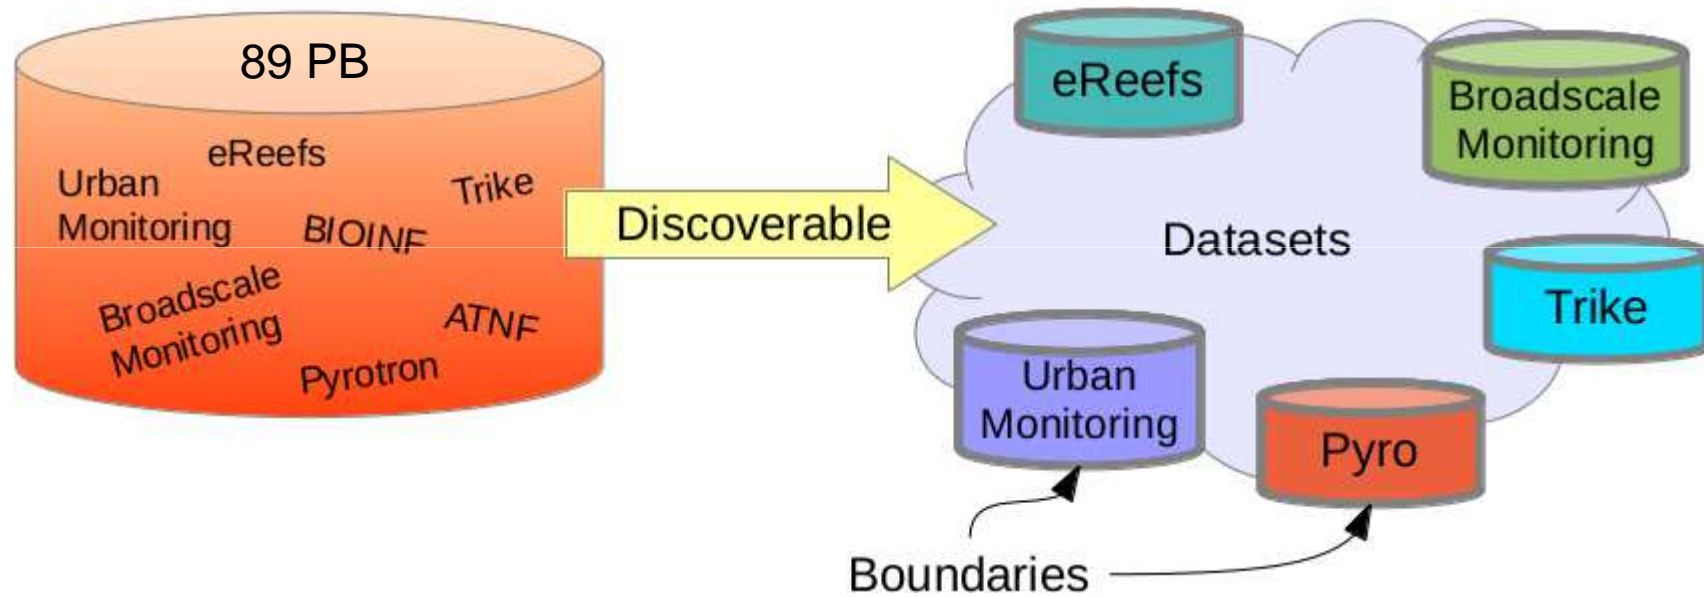 89 PB
eReefs
Urban
Monitoring
Trike
BIOINF
Broadscale
Monitoring
ATNF
Pyrotron
Discoverable
Datasets
eReefs
Broadscale
Monitoring
Trike
Urban
Monitoring
Pyro
Boundaries